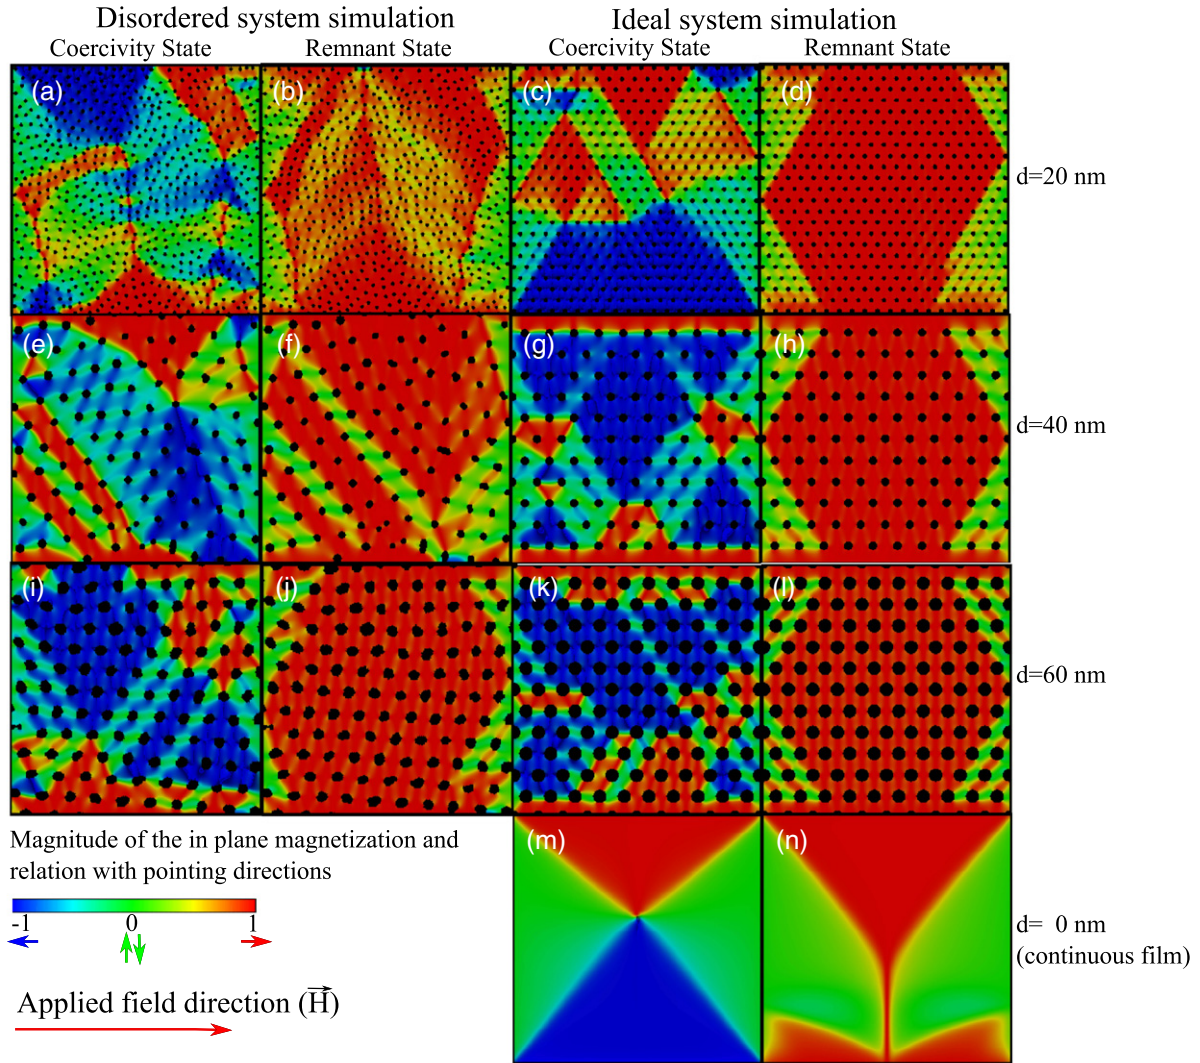 Disordered system simulation
Ideal system simulation
Coercivity State
Remnant State
Coercivity State
Remnant State
(a)
(b)
(c)
(d)
d=20 nm
(e)
(f)
(g)
(h)
d=40 nm
(i)
(j)
(k)
(l)
d=60 nm
(m)
(n)
d= 0 nm
(continuous film)
Magnitude of the in plane magnetization and
relation with pointing directions
-1
0
1
Applied field direction (H⃗)